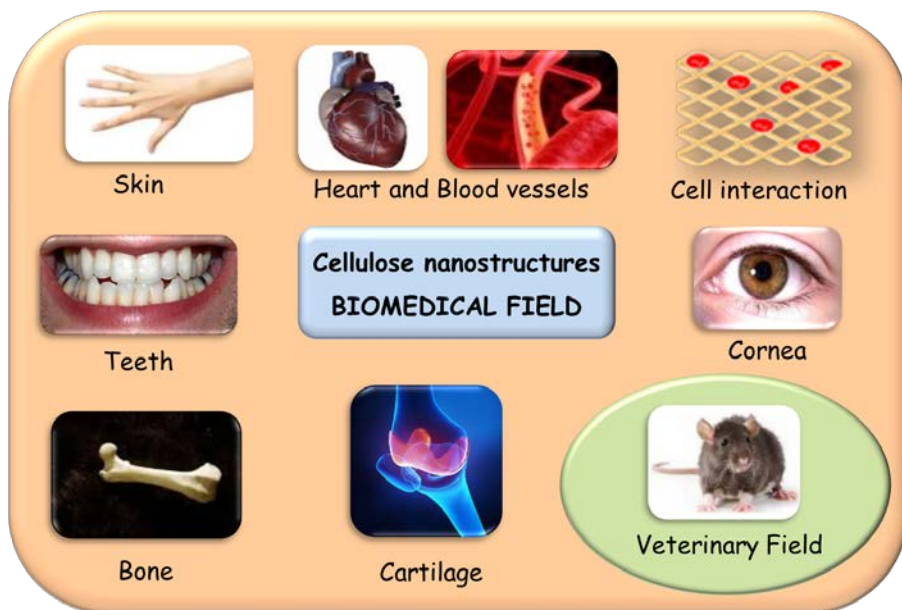 Skin
Heart and Blood vessels
Cell interaction
Cellulose nanostructures
BIOMEDICAL FIELD
Teeth
Cornea
Bone
Cartilage
Veterinary Field